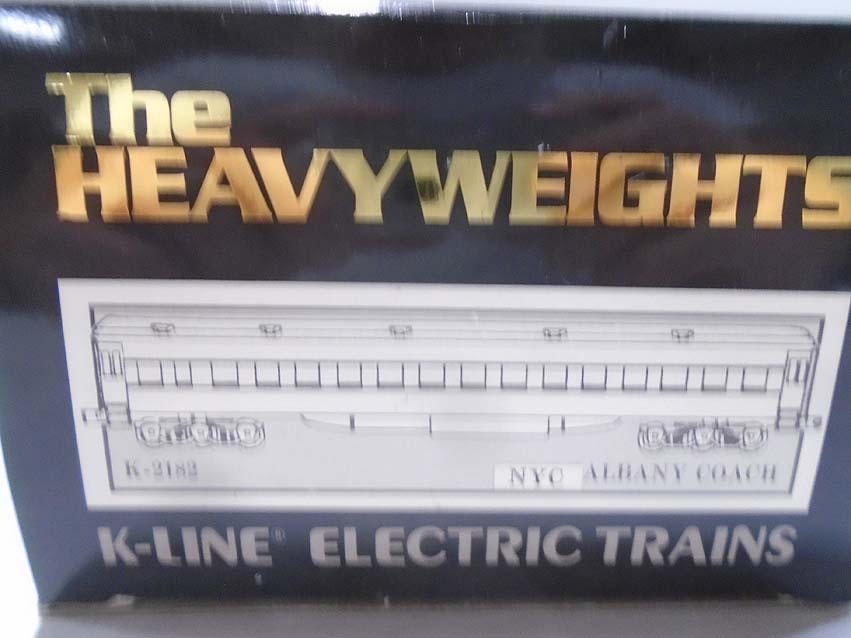 The
HEAVYWEIGHTS
K-2182 NYC ALBANY COACH
K-LINE® ELECTRIC TRAINS